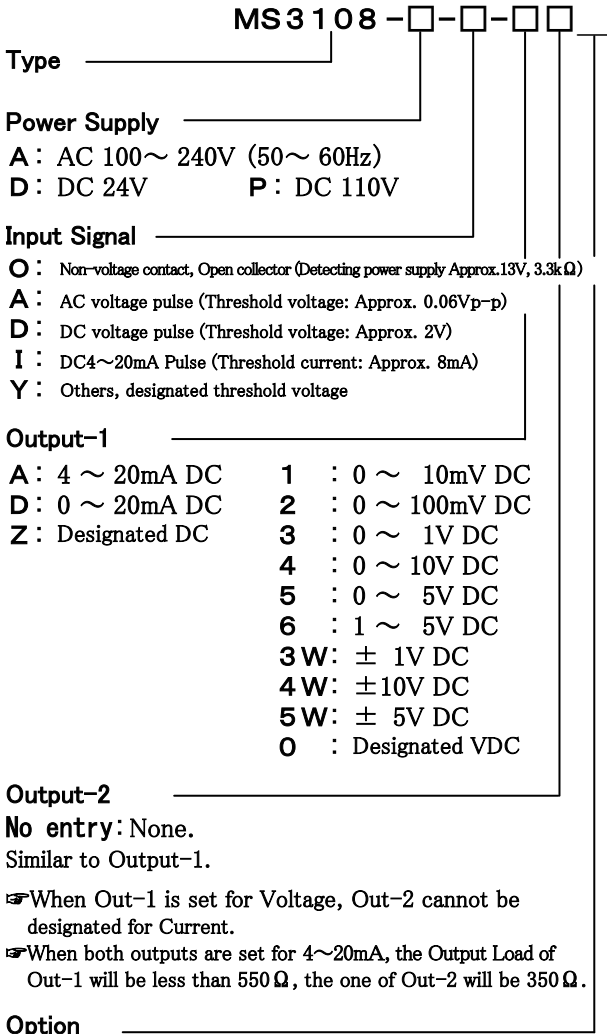 MS3108-□-□-□□
Type
Power Supply
A: AC 100～ 240V (50～ 60Hz)
D: DC 24V P: DC 110V
Input Signal
O: Non-voltage contact, Open collector (Detecting power supply Approx.13V, 3.3kΩ)
A: AC voltage pulse (Threshold voltage: Approx. 0.06Vp-p)
D: DC voltage pulse (Threshold voltage: Approx. 2V)
I: DC4～20mA Pulse (Threshold current: Approx. 8mA)
Y: Others, designated threshold voltage
Output-1
A: 4 ～ 20mA DC 1 : 0 ～ 10mV DC
D: 0 ～ 20mA DC 2 : 0 ～ 100mV DC
Z: Designated DC 3 : 0 ～ 1V DC
4 : 0 ～ 10V DC
5 : 0 ～ 5V DC
6 : 1 ～ 5V DC
3W: ± 1V DC
4W: ±10V DC
5W: ± 5V DC
0 : Designated VDC
Output-2
No entry: None.
Similar to Output-1.
☞When Out-1 is set for Voltage, Out-2 cannot be
designated for Current.
☞When both outputs are set for 4～20mA, the Output Load of
Out-1 will be less than 550Ω, the one of Out-2 will be 350Ω.
Option